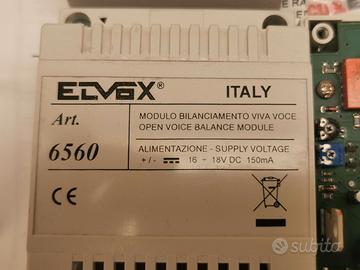 ELVOX® ITALY
Art.
6560
MODULO BILANCIAMENTO VIVA VOCE
OPEN VOICE BALANCE MODULE
ALIMENTAZIONE - SUPPLY VOLTAGE
+ / - 16 - 18V DC 150mA
CE
subito